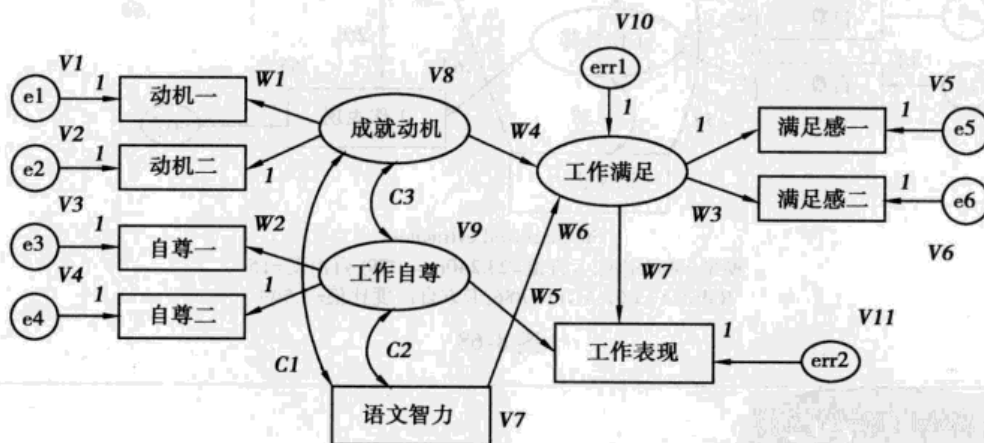 V10
V1
err1
e1
1
动机一
W1
V8
1
V5
V2
成就动机
W4
1
满足感一
1
e5
e2
1
动机二
1
工作满足
V3
C3
W3
满足感二
1
e6
e3
1
自尊一
W2
V9
W6
V6
V4
工作自尊
W5
W7
e4
1
自尊二
1
V11
C1
C2
工作表现
1
err2
语文智力
V7